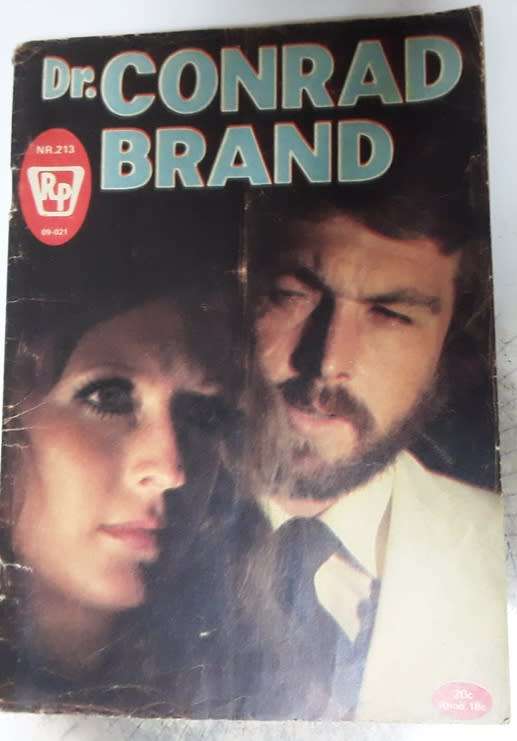 Dr. CONRAD
BRAND
NR.213
RP
09-021
20c